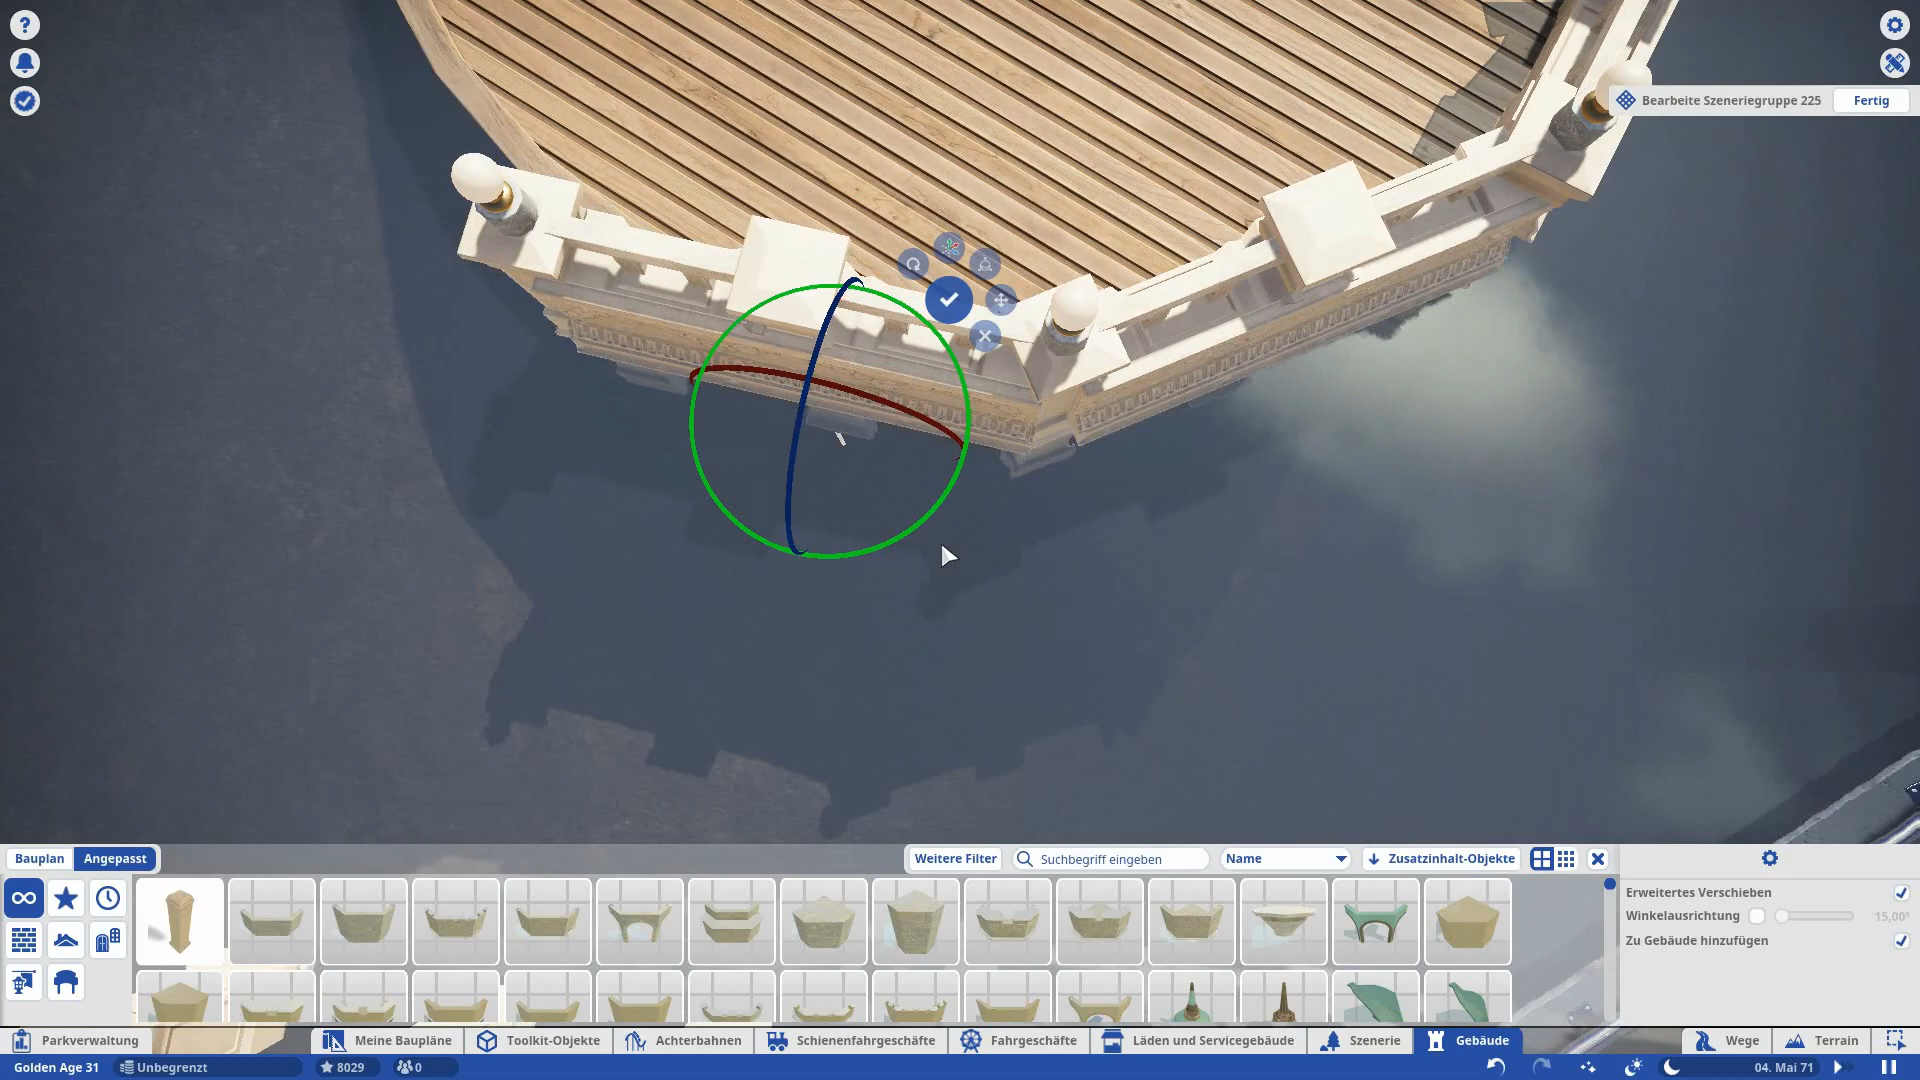 Bearbeite Szeneriegruppe 225
Fertig
Bauplan
Angepasst
Weitere Filter
Suchbegriff eingeben
Name
Zusatzinhalt-Objekte
Erweitertes Verschieben
Winkelausrichtung
15,00°
Zu Gebäude hinzufügen
Parkverwaltung
Meine Baupläne
Toolkit-Objekte
Achterbahnen
Schienenfahrgeschäfte
Fahrgeschäfte
Läden und Servicegebäude
Szenerie
Gebäude
Wege
Terrain
Golden Age 31
Unbegrenzt
8029
0
04. Mai 71